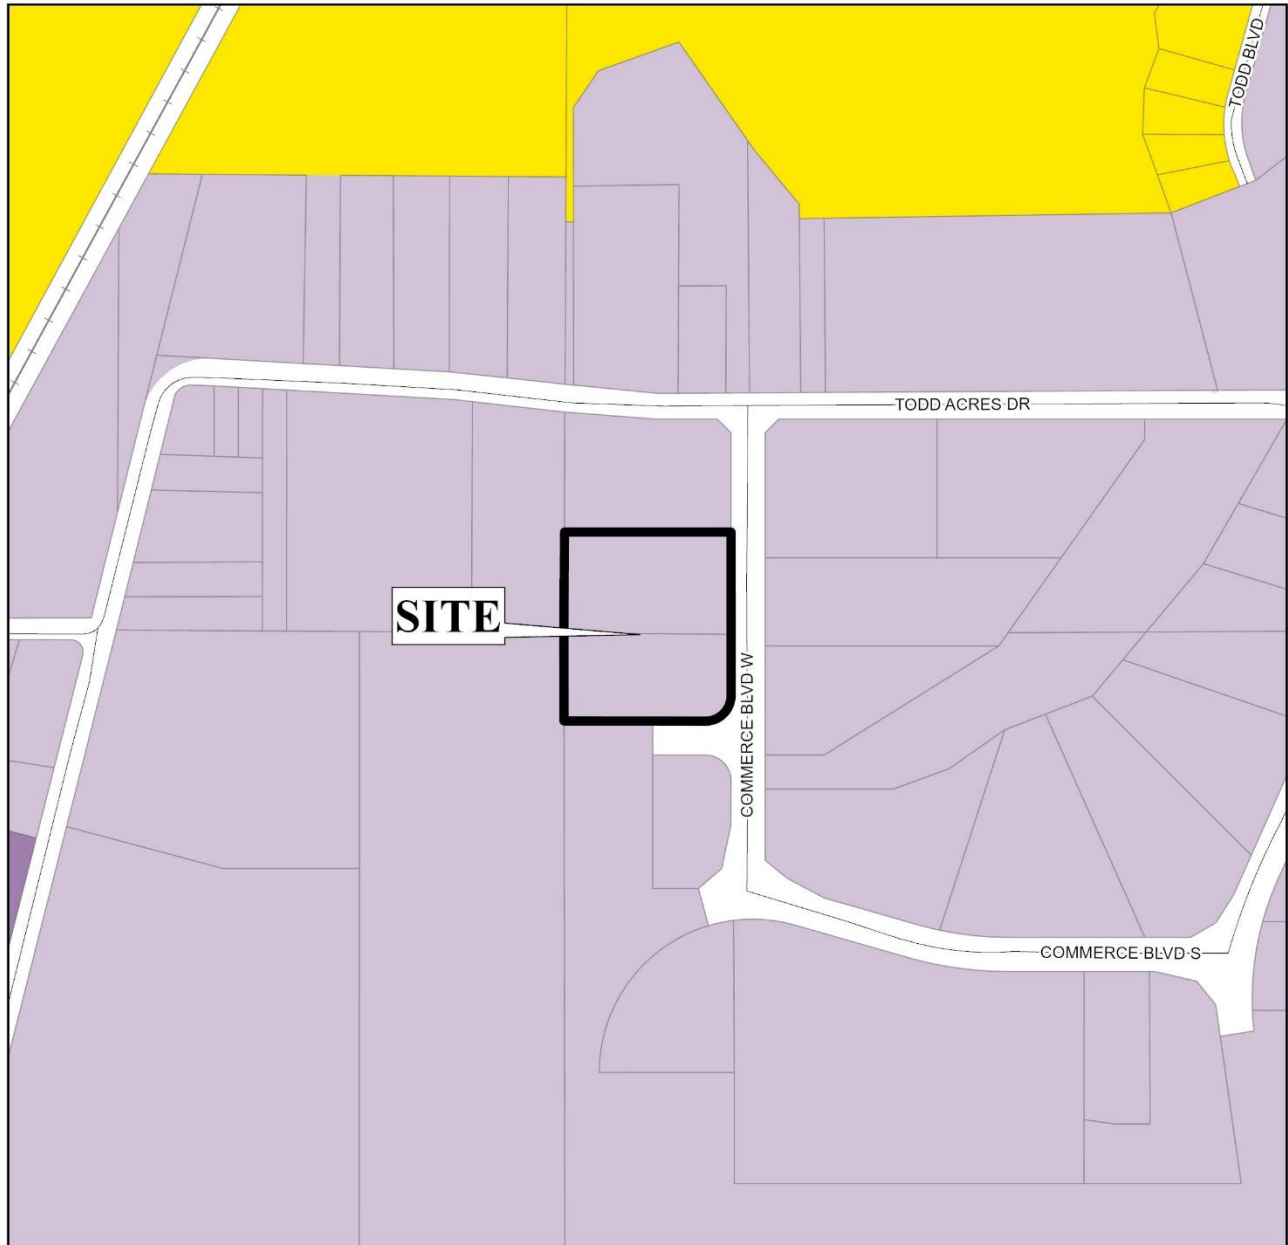 TODD BLVD
TODD ACRES DR
SITE
COMMERCE BLVD W
COMMERCE BLVD S